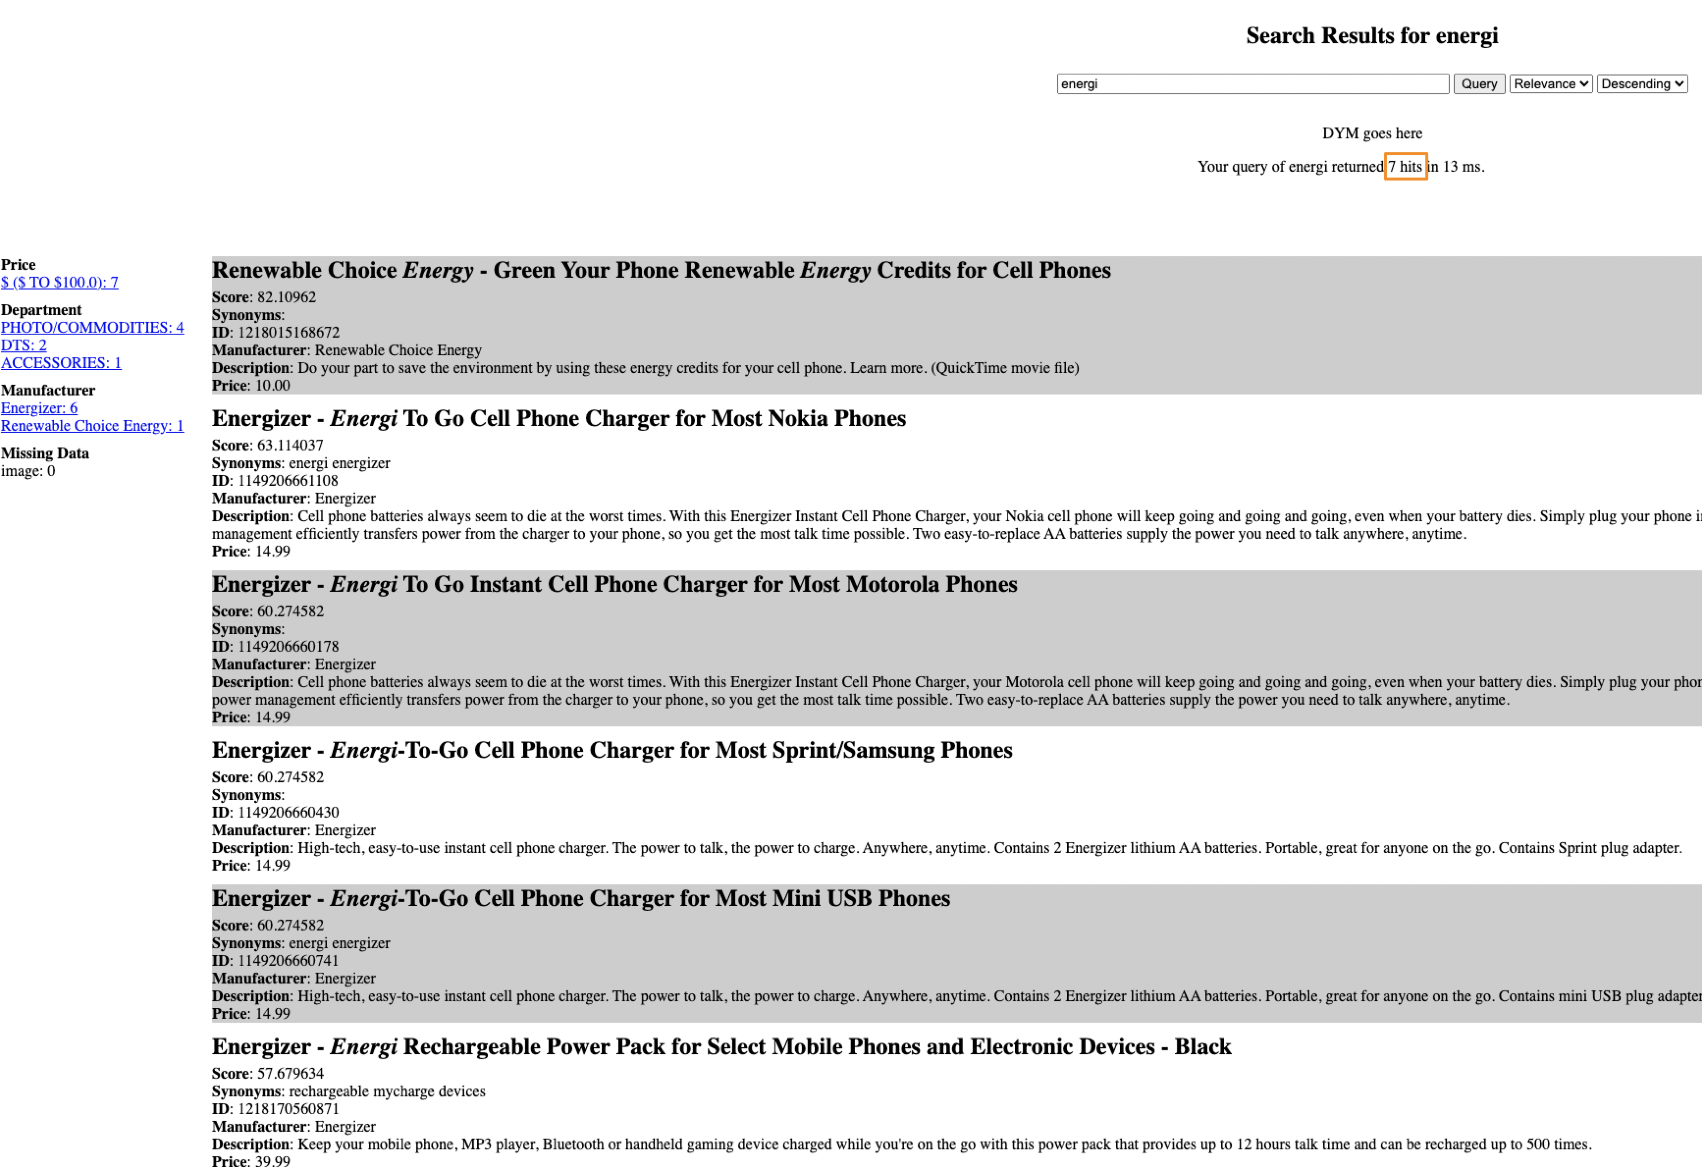 Search Results for energi
energi Query Relevance Descending
DYM goes here
Your query of energi returned 7 hits in 13 ms.
Price
$ ($ TO $100.0): 7
Department
PHOTO/COMMODITIES: 4
DTS: 2
ACCESSORIES: 1
Manufacturer
Energizer: 6
Renewable Choice Energy: 1
Missing Data
image: 0
Renewable Choice Energy - Green Your Phone Renewable Energy Credits for Cell Phones
Score: 82.10962
Synonyms:
ID: 1218015168672
Manufacturer: Renewable Choice Energy
Description: Do your part to save the environment by using these energy credits for your cell phone. Learn more. (QuickTime movie file)
Price: 10.00
Energizer - Energi To Go Cell Phone Charger for Most Nokia Phones
Score: 63.114037
Synonyms: energi energizer
ID: 1149206661108
Manufacturer: Energizer
Description: Cell phone batteries always seem to die at the worst times. With this Energizer Instant Cell Phone Charger, your Nokia cell phone will keep going and going and going, even when your battery dies. Simply plug your phone
management efficiently transfers power from the charger to your phone, so you get the most talk time possible. Two easy-to-replace AA batteries supply the power you need to talk anywhere, anytime.
Price: 14.99
Energizer - Energi To Go Instant Cell Phone Charger for Most Motorola Phones
Score: 60.274582
Synonyms:
ID: 1149206660178
Manufacturer: Energizer
Description: Cell phone batteries always seem to die at the worst times. With this Energizer Instant Cell Phone Charger, your Motorola cell phone will keep going and going and going, even when your battery dies. Simply plug your
power management efficiently transfers power from the charger to your phone, so you get the most talk time possible. Two easy-to-replace AA batteries supply the power you need to talk anywhere, anytime.
Price: 14.99
Energizer - Energi-To-Go Cell Phone Charger for Most Sprint/Samsung Phones
Score: 60.274582
Synonyms:
ID: 1149206660430
Manufacturer: Energizer
Description: High-tech, easy-to-use instant cell phone charger. The power to talk, the power to charge. Anywhere, anytime. Contains 2 Energizer lithium AA batteries. Portable, great for anyone on the go. Contains Sprint plug adapter.
Price: 14.99
Energizer - Energi-To-Go Cell Phone Charger for Most Mini USB Phones
Score: 60.274582
Synonyms: energi energizer
ID: 1149206660741
Manufacturer: Energizer
Description: High-tech, easy-to-use instant cell phone charger. The power to talk, the power to charge. Anywhere, anytime. Contains 2 Energizer lithium AA batteries. Portable, great for anyone on the go. Contains mini USB plug adapter
Price: 14.99
Energizer - Energi Rechargeable Power Pack for Select Mobile Phones and Electronic Devices - Black
Score: 57.679634
Synonyms: rechargeable mycharge devices
ID: 1218170560871
Manufacturer: Energizer
Description: Keep your mobile phone, MP3 player, Bluetooth or handheld gaming device charged while you're on the go with this power pack that provides up to 12 hours talk time and can be recharged up to 500 times.
Price: 39.99